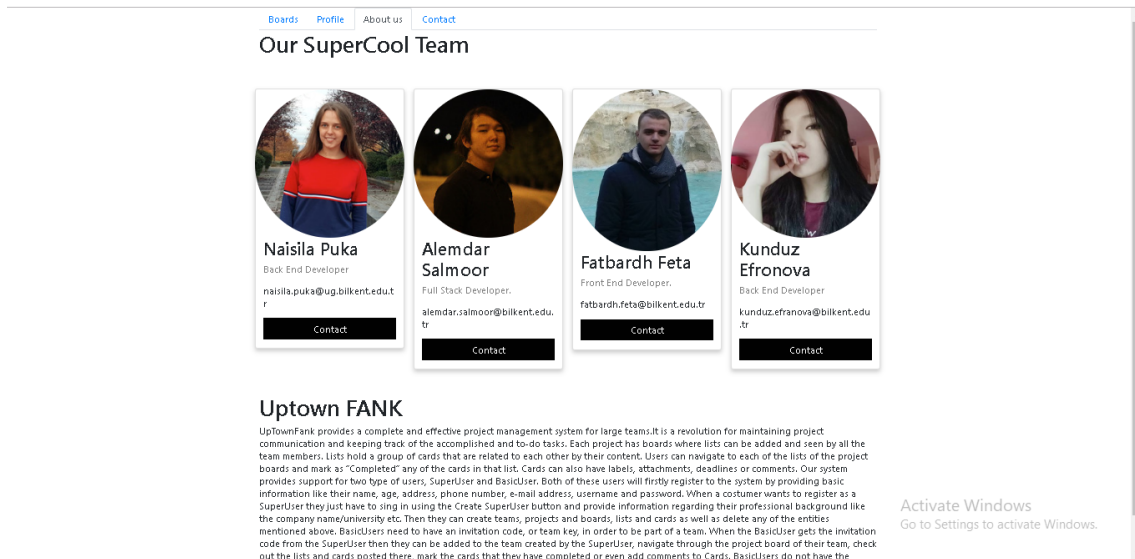 Boards Profile About us Contact
Our SuperCool Team
Naisila Puka
Back End Developer
naisila.puka@ug.bilkent.edu.t
r
Contact
Alemdar
Salmoor
Full Stack Developer.
alemdar.salmoor@bilkent.edu.
tr
Contact
Fatbardh Feta
Front End Developer.
fatbardh.feta@bilkent.edu.tr
Contact
Kunduz
Efronova
Back End Developer
kunduz.efranova@bilkent.edu
.tr
Contact
Uptown FANK
UpTownFank provides a complete and effective project management system for large teams.It is a revolution for maintaining project
communication and keeping track of the accomplished and to-do tasks. Each project has boards where lists can be added and seen by all the
team members. Lists hold a group of cards that are related to each other by their content. Users can navigate to each of the lists of the project
boards and mark as “Completed” any of the cards in that list. Cards can also have labels, attachments, deadlines or comments. Our system
provides support for two type of users, SuperUser and BasicUser. Both of these users will firstly register to the system by providing basic
information like their name, age, address, phone number, e-mail address, username and password. When a costumer wants to register as a
SuperUser they just have to sing in using the Create SuperUser button and provide information regarding their professional background like
the company name/university etc. Then they can create teams, projects and boards, lists and cards as well as delete any of the entities
mentioned above. BasicUsers need to have an invitation code, or team key, in order to be part of a team. When the BasicUser gets the invitation
code from the SuperUser then they can be added to the team created by the SuperUser, navigate through the project board of their team, check
out the lists and cards posted there, mark the cards that they have completed or even add comments to Cards. BasicUsers do not have the
Activate Windows
Go to Settings to activate Windows.